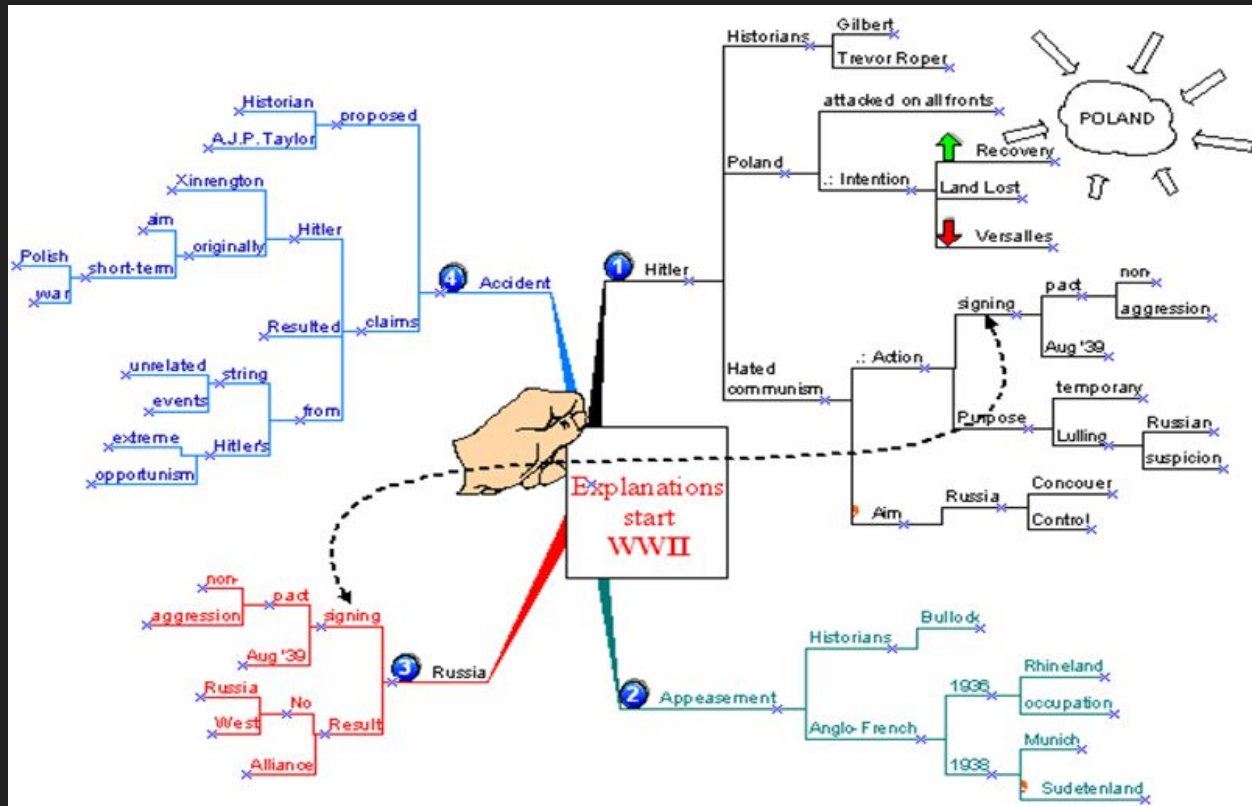 Explanations
start
WWII
1
Hitler
Historians
Gilbert
Trevor Roper
Poland
attacked on all fronts
.: Intention
Recovery
Land Lost
Versalles
POLAND
Hated
communism
.: Action
signing
pact
non-
aggression
Aug '39
Purpose
temporary
Lulling
Russian
suspicion
Aim
Russia
Concouer
Control
2
Appeasement
Historians
Bullock
Anglo-French
1936
Rhineland
occupation
1938
Munich
Sudetenland
3
Russia
signing
pact
non-
aggression
Aug '39
Result
No
Russia
West
Alliance
4
Accident
proposed
Historian
A.J.P. Taylor
claims
Hitler
Xinrengton
originally
aim
short-term
Polish
war
Resulted
from
string
unrelated
events
Hitler's
extreme
opportunism